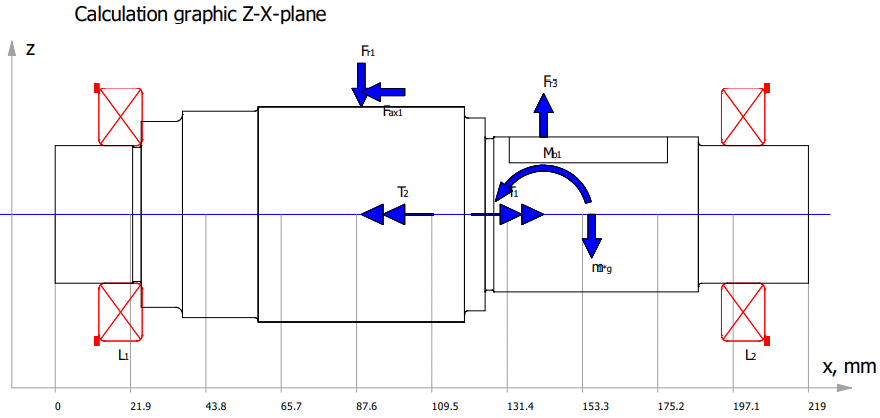 Calculation graphic Z-X-plane
z
Fr1
Fax1
Fr3
Mb1
T2
T1
m*g
L1
L2
x, mm
0 21.9 43.8 65.7 87.6 109.5 131.4 153.3 175.2 197.1 219